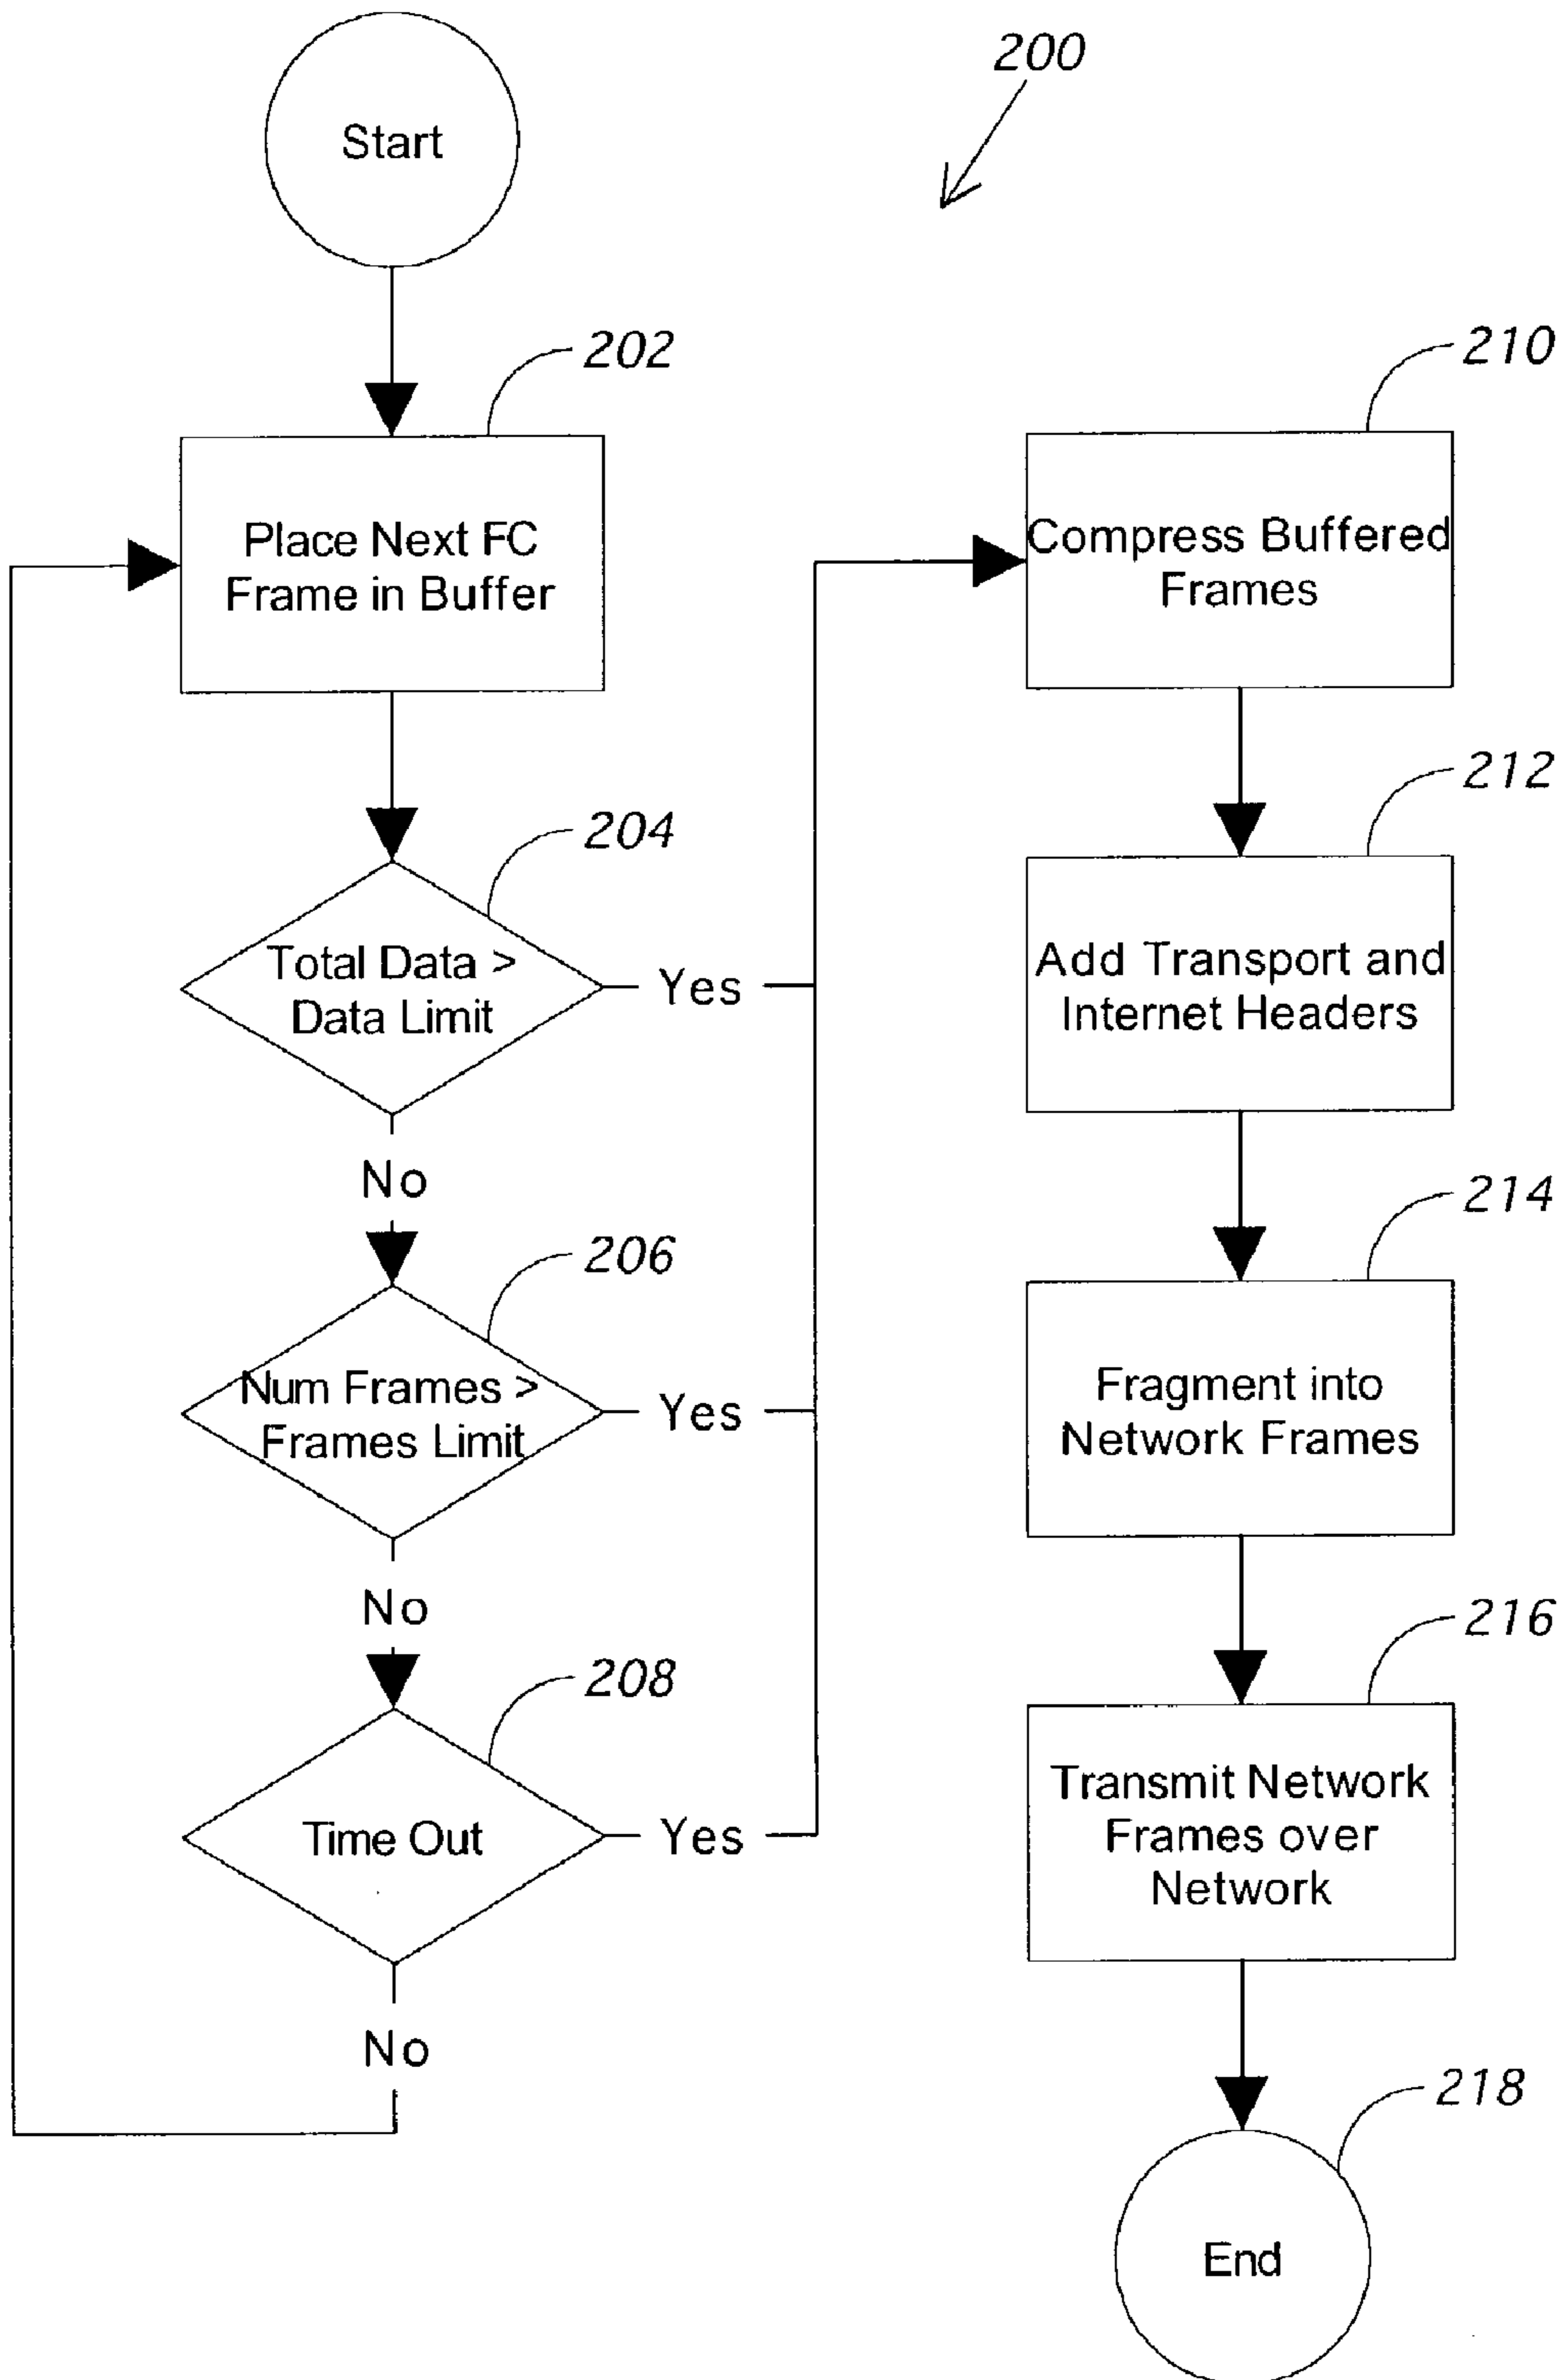 Start
200
202
Place Next FC
Frame in Buffer
204
Total Data >
Data Limit
Yes
No
206
Num Frames >
Frames Limit
Yes
No
208
Time Out
Yes
No
210
Compress Buffered
Frames
212
Add Transport and
Internet Headers
214
Fragment into
Network Frames
216
Transmit Network
Frames over
Network
218
End